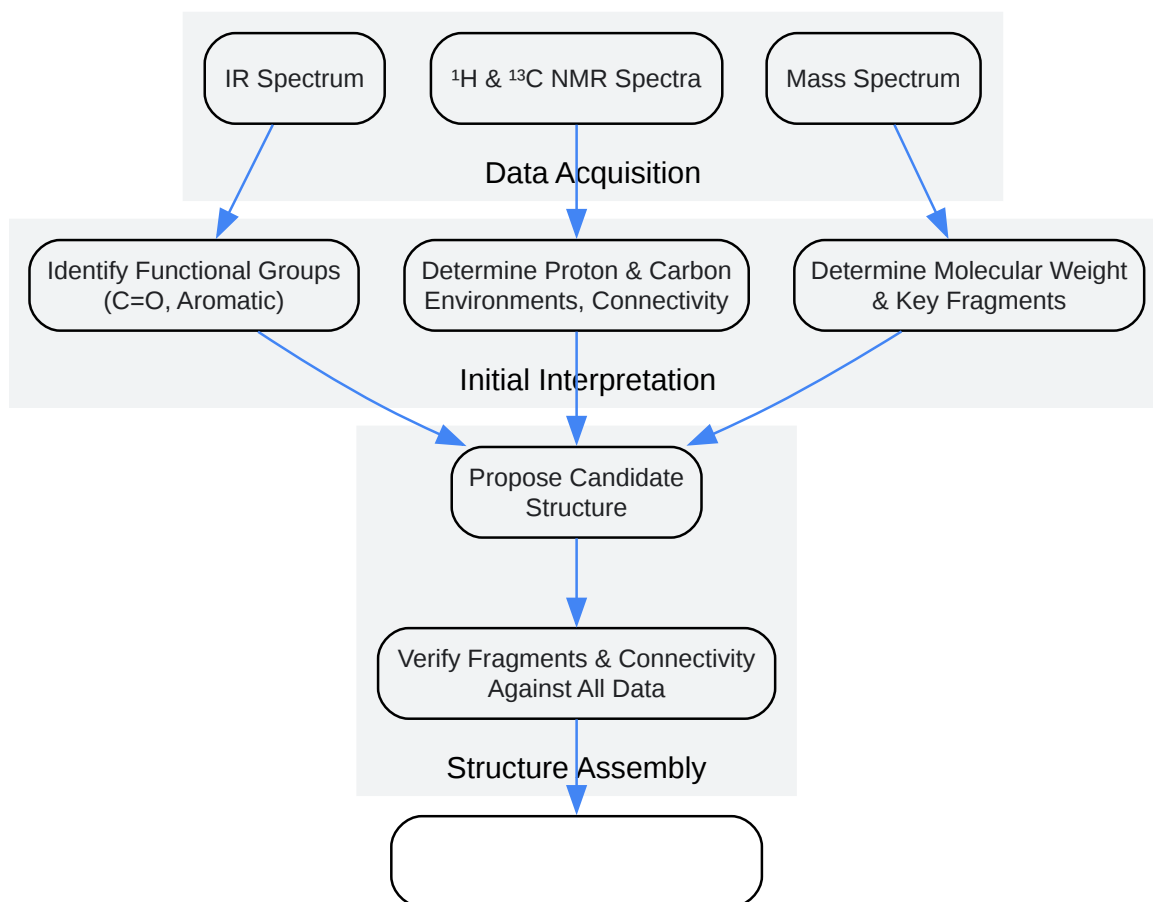 IR Spectrum
¹H & ¹³C NMR Spectra
Mass Spectrum
Data Acquisition
Identify Functional Groups
(C=O, Aromatic)
Determine Proton & Carbon
Environments, Connectivity
Determine Molecular Weight
& Key Fragments
Initial Interpretation
Propose Candidate
Structure
Verify Fragments & Connectivity
Against All Data
Structure Assembly